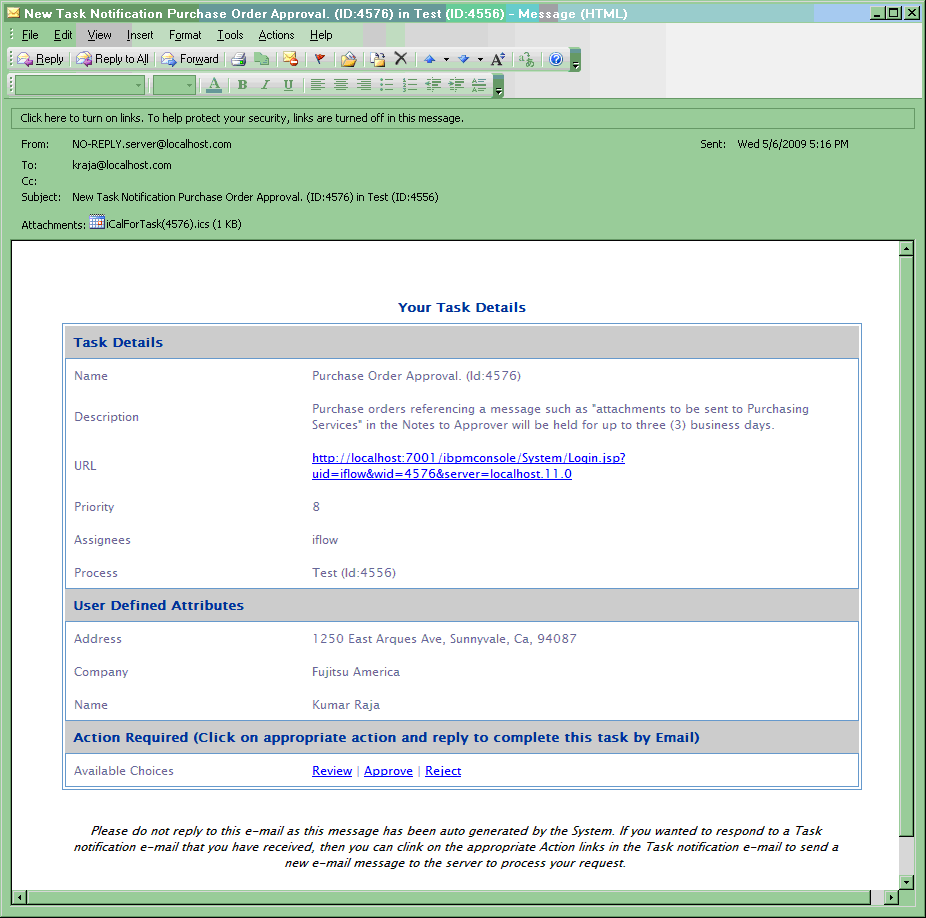 New Task Notification Purchase Order Approval. (ID:4576) in Test (ID:4556) - Message (HTML)
File Edit View Insert Format Tools Actions Help
Reply Reply to All Forward
A B I U
Click here to turn on links. To help protect your security, links are turned off in this message.
From: NO-REPLY.server@localhost.com Sent: Wed 5/6/2009 5:16 PM
To: kraja@localhost.com
Cc:
Subject: New Task Notification Purchase Order Approval. (ID:4576) in Test (ID:4556)
Attachments: iCalForTask(4576).ics (1 KB)
Your Task Details
Task Details
Name Purchase Order Approval. (Id:4576)
Description Purchase orders referencing a message such as "attachments to be sent to Purchasing
Services" in the Notes to Approver will be held for up to three (3) business days.
URL http://localhost:7001/ibpmconsole/System/Login.jsp?
uid=iflow&wid=4576&server=localhost.11.0
Priority 8
Assignees iflow
Process Test (Id:4556)
User Defined Attributes
Address 1250 East Arques Ave, Sunnyvale, Ca, 94087
Company Fujitsu America
Name Kumar Raja
Action Required (Click on appropriate action and reply to complete this task by Email)
Available Choices Review | Approve | Reject
Please do not reply to this e-mail as this message has been auto generated by the System. If you wanted to respond to a Task
notification e-mail that you have received, then you can clink on the appropriate Action links in the Task notification e-mail to send a
new e-mail message to the server to process your request.